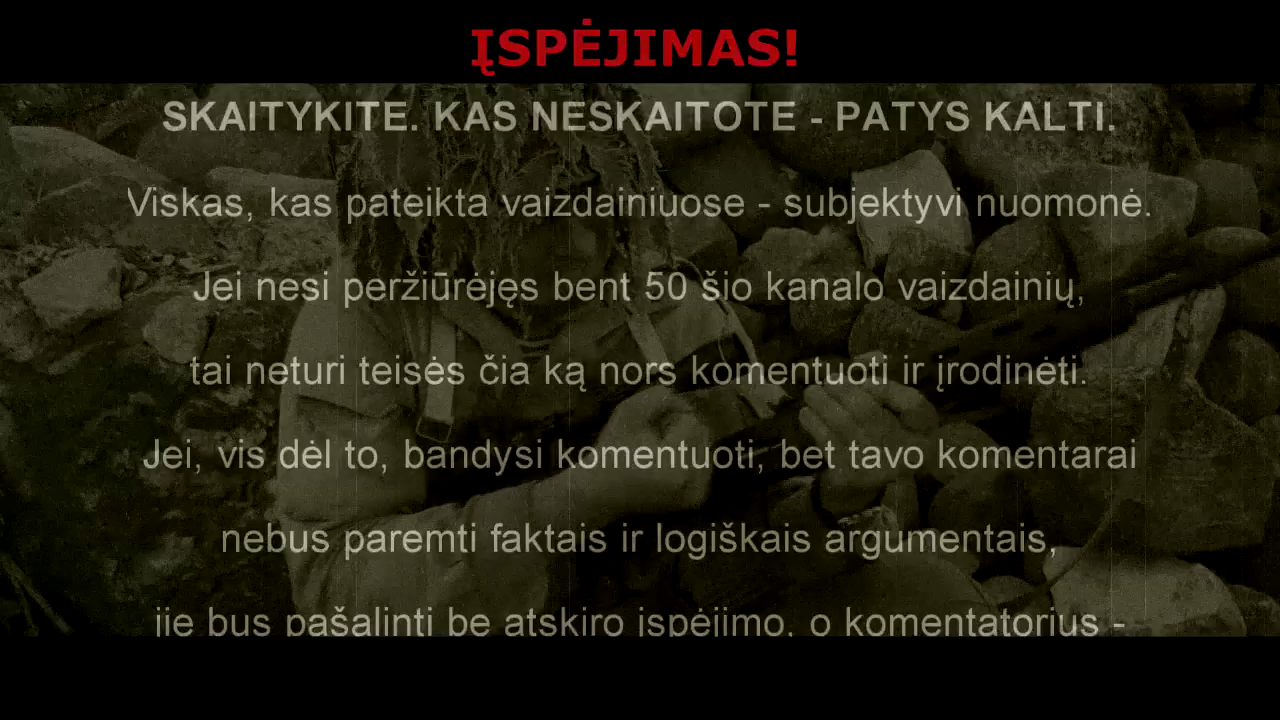 ĮSPĖJIMAS!
SKAITYKITE. KAS NESKAITOTE - PATYS KALTI.
Viskas, kas pateikta vaizdainiuose - subjektyvi nuomonė.
Jei nesi peržiūrėjęs bent 50 šio kanalo vaizdainių,
tai neturi teisės čia ką nors komentuoti ir įrodinėti.
Jei, vis dėl to, bandysi komentuoti, bet tavo komentarai
nebus paremti faktais ir logiškais argumentais,
jie bus pašalinti be atskiro įspėjimo, o komentatorius -